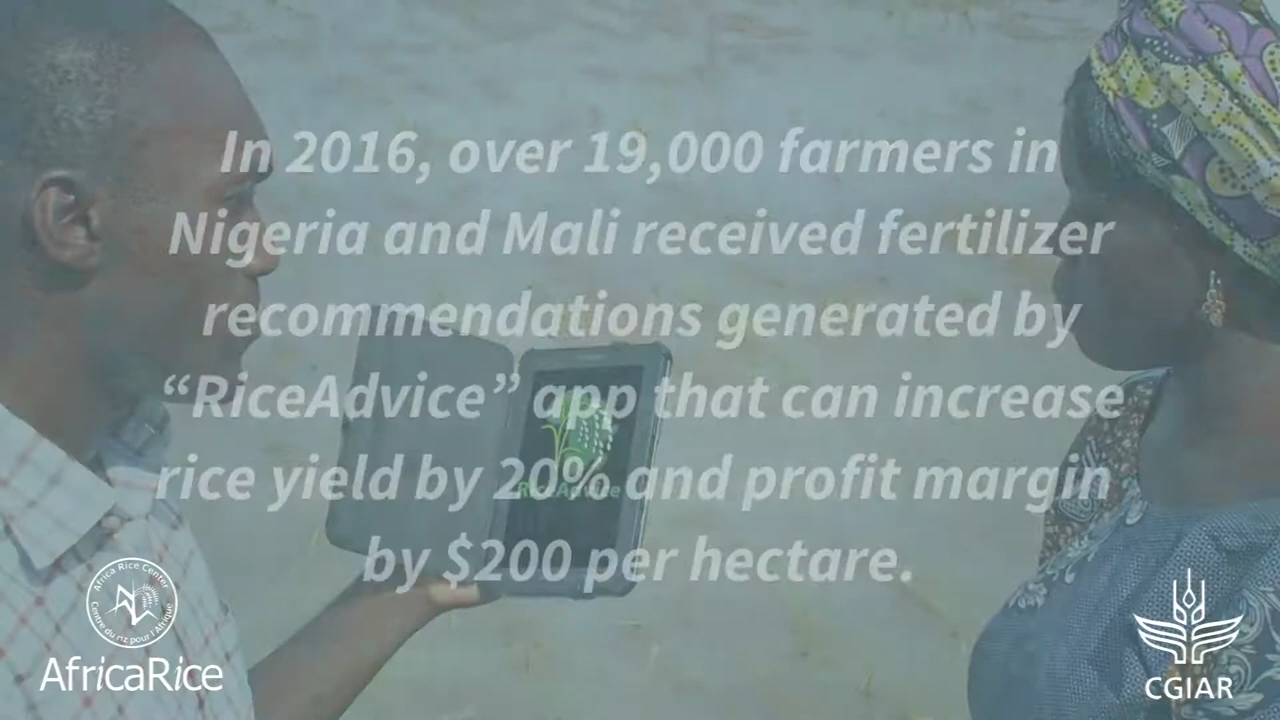 In 2016, over 19,000 farmers in
Nigeria and Mali received fertilizer
recommendations generated by
“RiceAdvice” app that can increase
rice yield by 20% and profit margin
by $200 per hectare.
RiceAdvice
Africa Rice Center
Centre du riz pour l'Afrique
AfricaRice
CGIAR